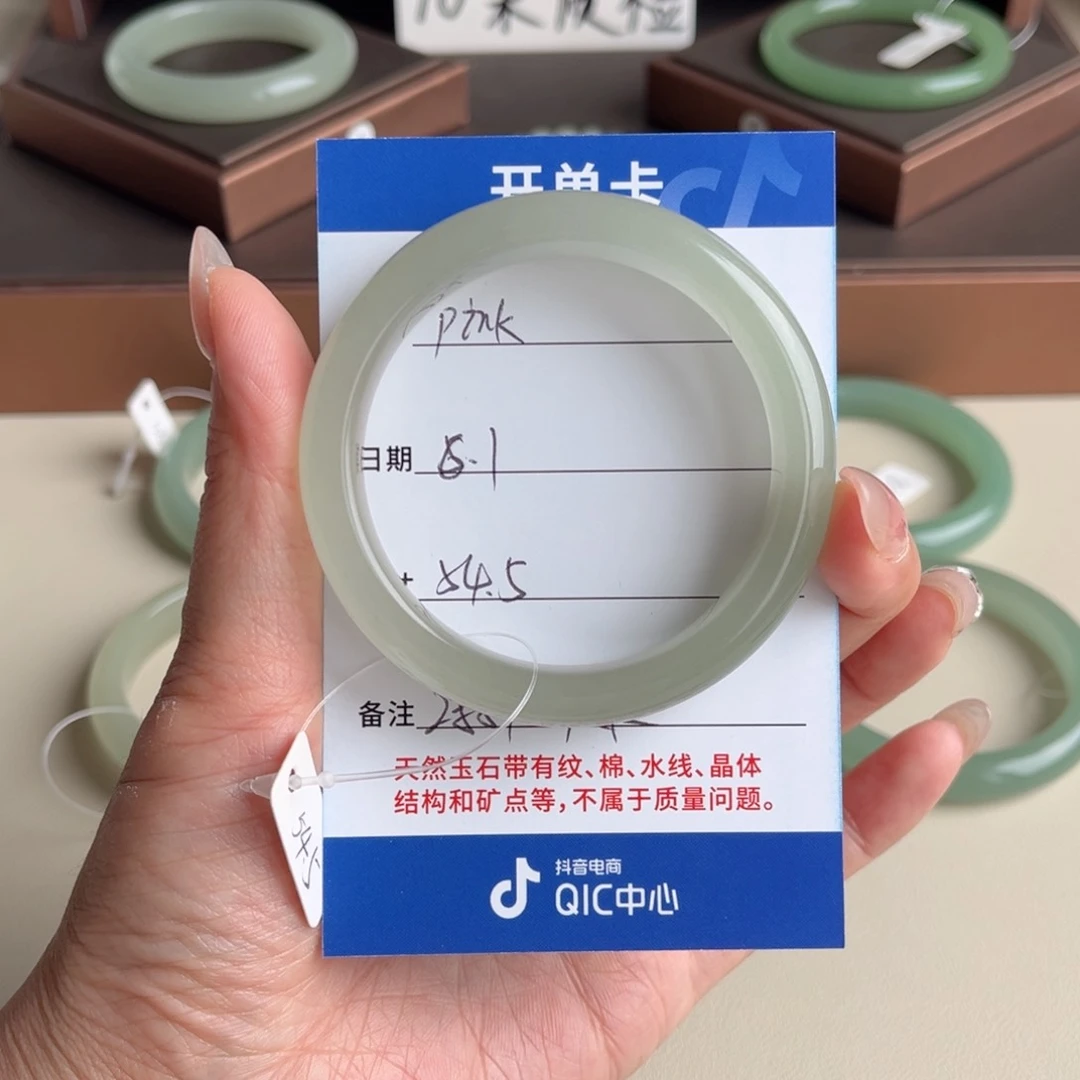 开单卡
pink
日期 5.1
54.5
备注
天然玉石带有纹、棉、水线、晶体
结构和矿点等,不属于质量问题。
抖音电商
QIC中心